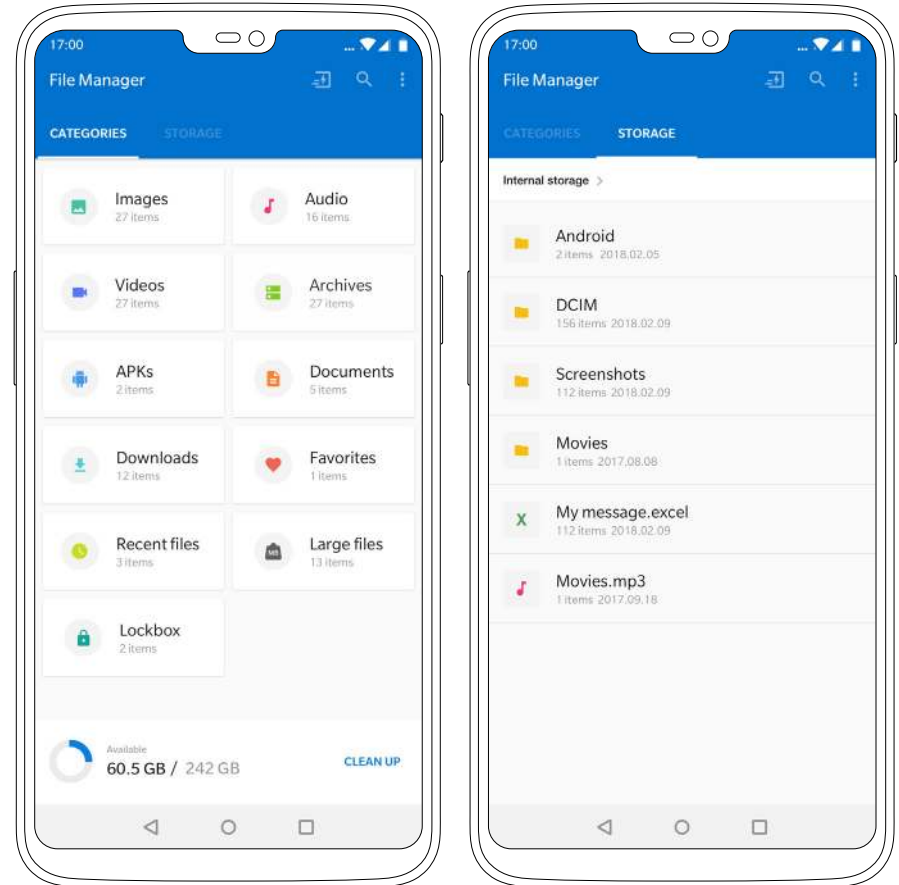 17:00
...
File Manager
CATEGORIES STORAGE
Images
27 items
Audio
16 items
Videos
27 items
Archives
27 items
APKs
2 items
Documents
5 items
Downloads
12 items
Favorites
1 items
Recent files
3 items
MB
Large files
13 items
Lockbox
2 items
Available
60.5 GB / 242 GB
CLEAN UP
17:00
...
File Manager
CATEGORIES STORAGE
Internal storage >
Android
2 items 2018.02.05
DCIM
156 items 2018.02.09
Screenshots
112 items 2018.02.09
Movies
1 items 2017.08.08
X
My message.excel
112 items 2018.02.09
Movies.mp3
1 items 2017.09.18